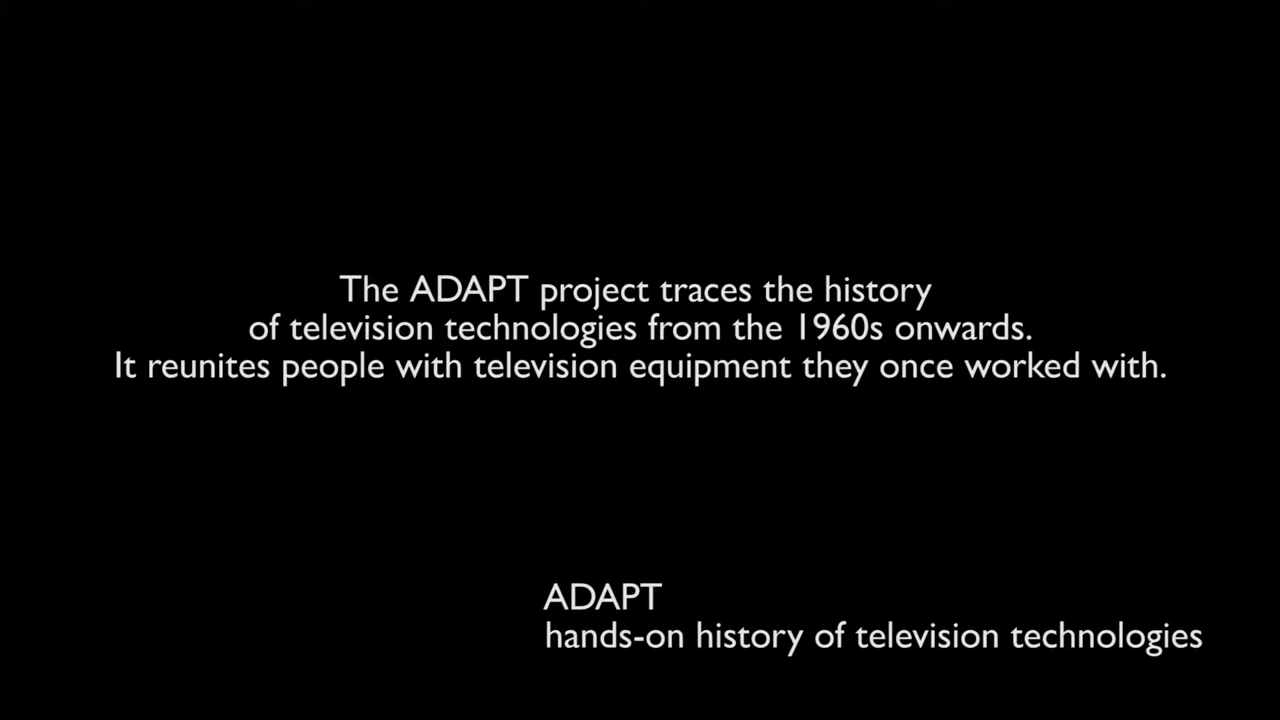 The ADAPT project traces the history
of television technologies from the 1960s onwards.
It reunites people with television equipment they once worked with.
ADAPT
hands-on history of television technologies